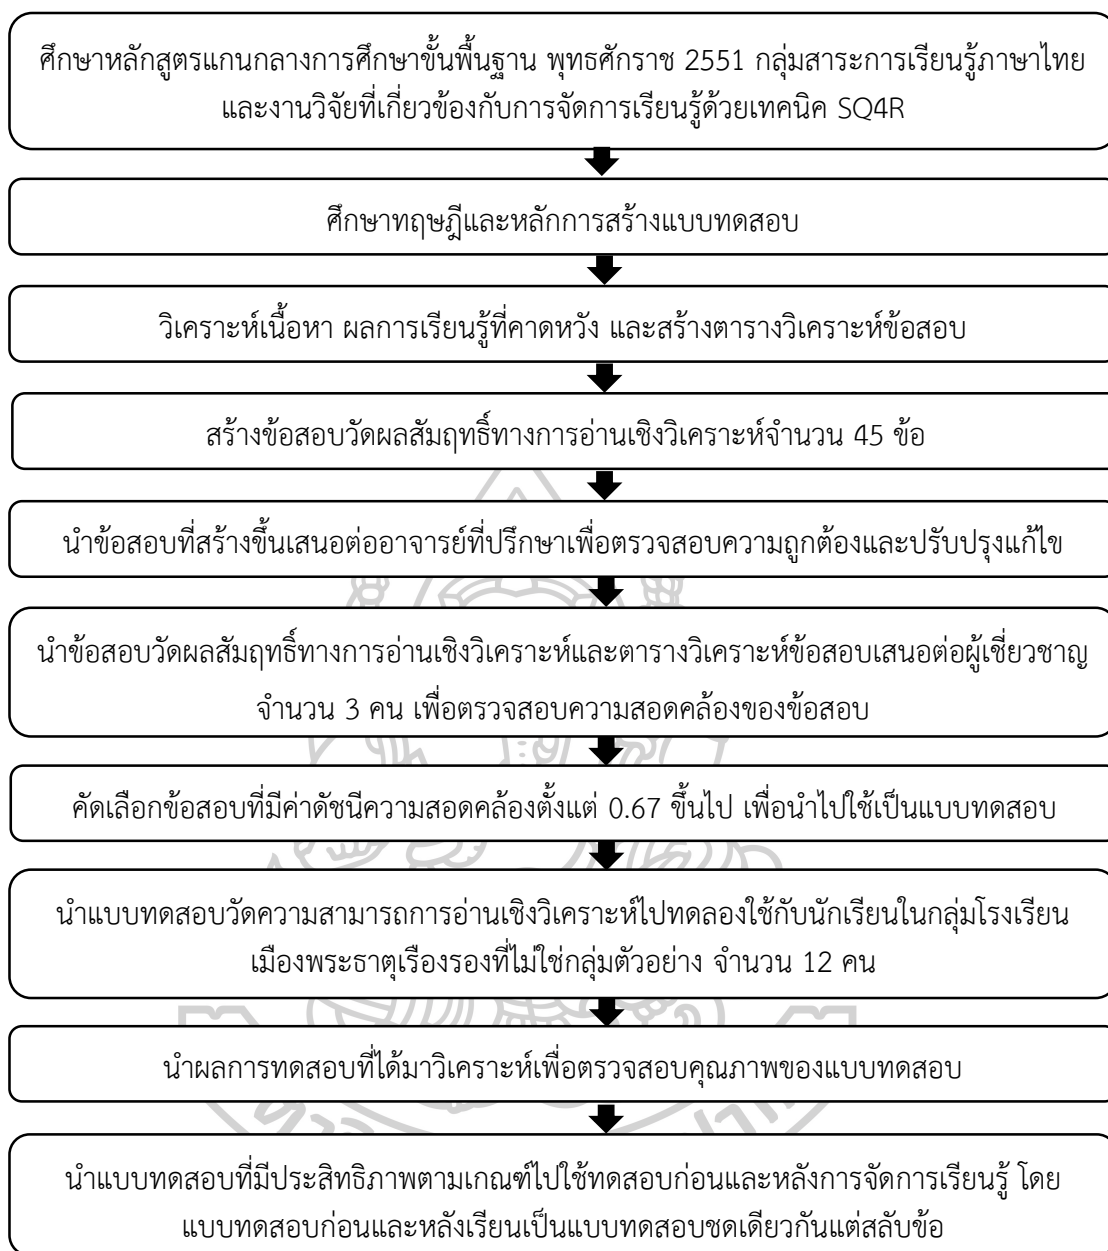 ศึกษาหลักสูตรแกนกลางการศึกษาขั้นพื้นฐาน พุทธศักราช 2551 กลุ่มสาระการเรียนรู้ภาษาไทย
และงานวิจัยที่เกี่ยวข้องกับการจัดการเรียนรู้ด้วยเทคนิค SQ4R
ศึกษาทฤษฎีและหลักการสร้างแบบทดสอบ
วิเคราะห์เนื้อหา ผลการเรียนรู้ที่คาดหวัง และสร้างตารางวิเคราะห์ข้อสอบ
สร้างข้อสอบวัดผลสัมฤทธิ์ทางการอ่านเชิงวิเคราะห์จำนวน 45 ข้อ
นำข้อสอบที่สร้างขึ้นเสนอต่ออาจารย์ที่ปรึกษาเพื่อตรวจสอบความถูกต้องและปรับปรุงแก้ไข
นำข้อสอบวัดผลสัมฤทธิ์ทางการอ่านเชิงวิเคราะห์และตารางวิเคราะห์ข้อสอบเสนอต่อผู้เชี่ยวชาญ
จำนวน 3 คน เพื่อตรวจสอบความสอดคล้องของข้อสอบ
คัดเลือกข้อสอบที่มีค่าดัชนีความสอดคล้องตั้งแต่ 0.67 ขึ้นไป เพื่อนำไปใช้เป็นแบบทดสอบ
นำแบบทดสอบวัดความสามารถการอ่านเชิงวิเคราะห์ไปทดลองใช้กับนักเรียนในกลุ่มโรงเรียน
เมืองพระธาตุเรืองรองที่ไม่ใช่กลุ่มตัวอย่าง จำนวน 12 คน
นำผลการทดสอบที่ได้มาวิเคราะห์เพื่อตรวจสอบคุณภาพของแบบทดสอบ
นำแบบทดสอบที่มีประสิทธิภาพตามเกณฑ์ไปใช้ทดสอบก่อนและหลังการจัดการเรียนรู้ โดย
แบบทดสอบก่อนและหลังเรียนเป็นแบบทดสอบชุดเดียวกันแต่สลับข้อ